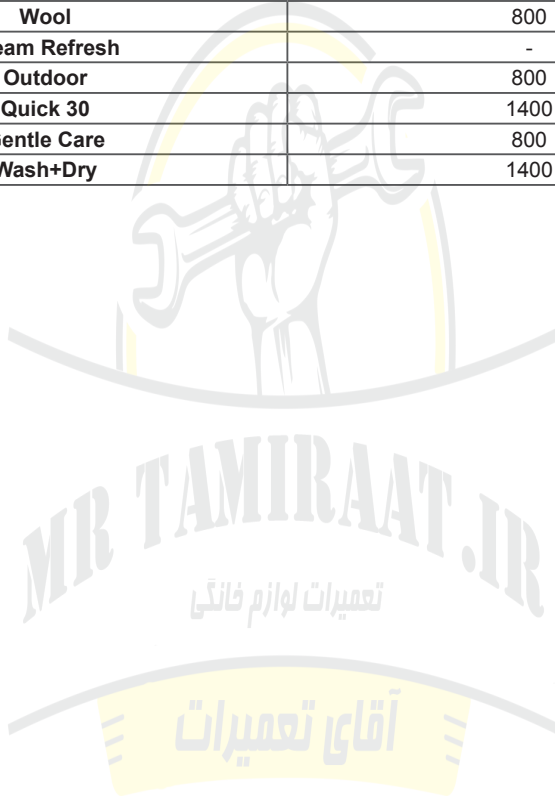 Wool 800
eam Refresh -
Outdoor 800
Quick 30 1400
entle Care 800
Wash+Dry 1400
MR TAMIRAAT.IR
تعمیرات لوازم خانگی
آقای تعمیرات